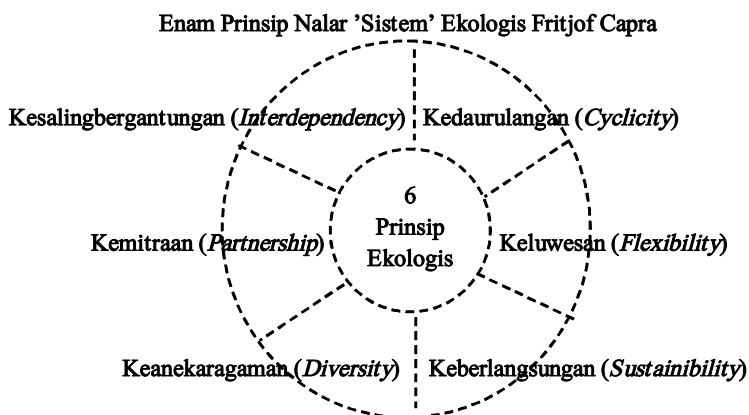 Enam Prinsip Nalar ’Sistem’ Ekologis Fritjof Capra
Kesalingbergantungan (Interdependency)
Kedaurulangan (Cyclicity)
6
Prinsip
Ekologis
Kemitraan (Partnership)
Keluwesan (Flexibility)
Keanekaragaman (Diversity)
Keberlangsungan (Sustainibility)